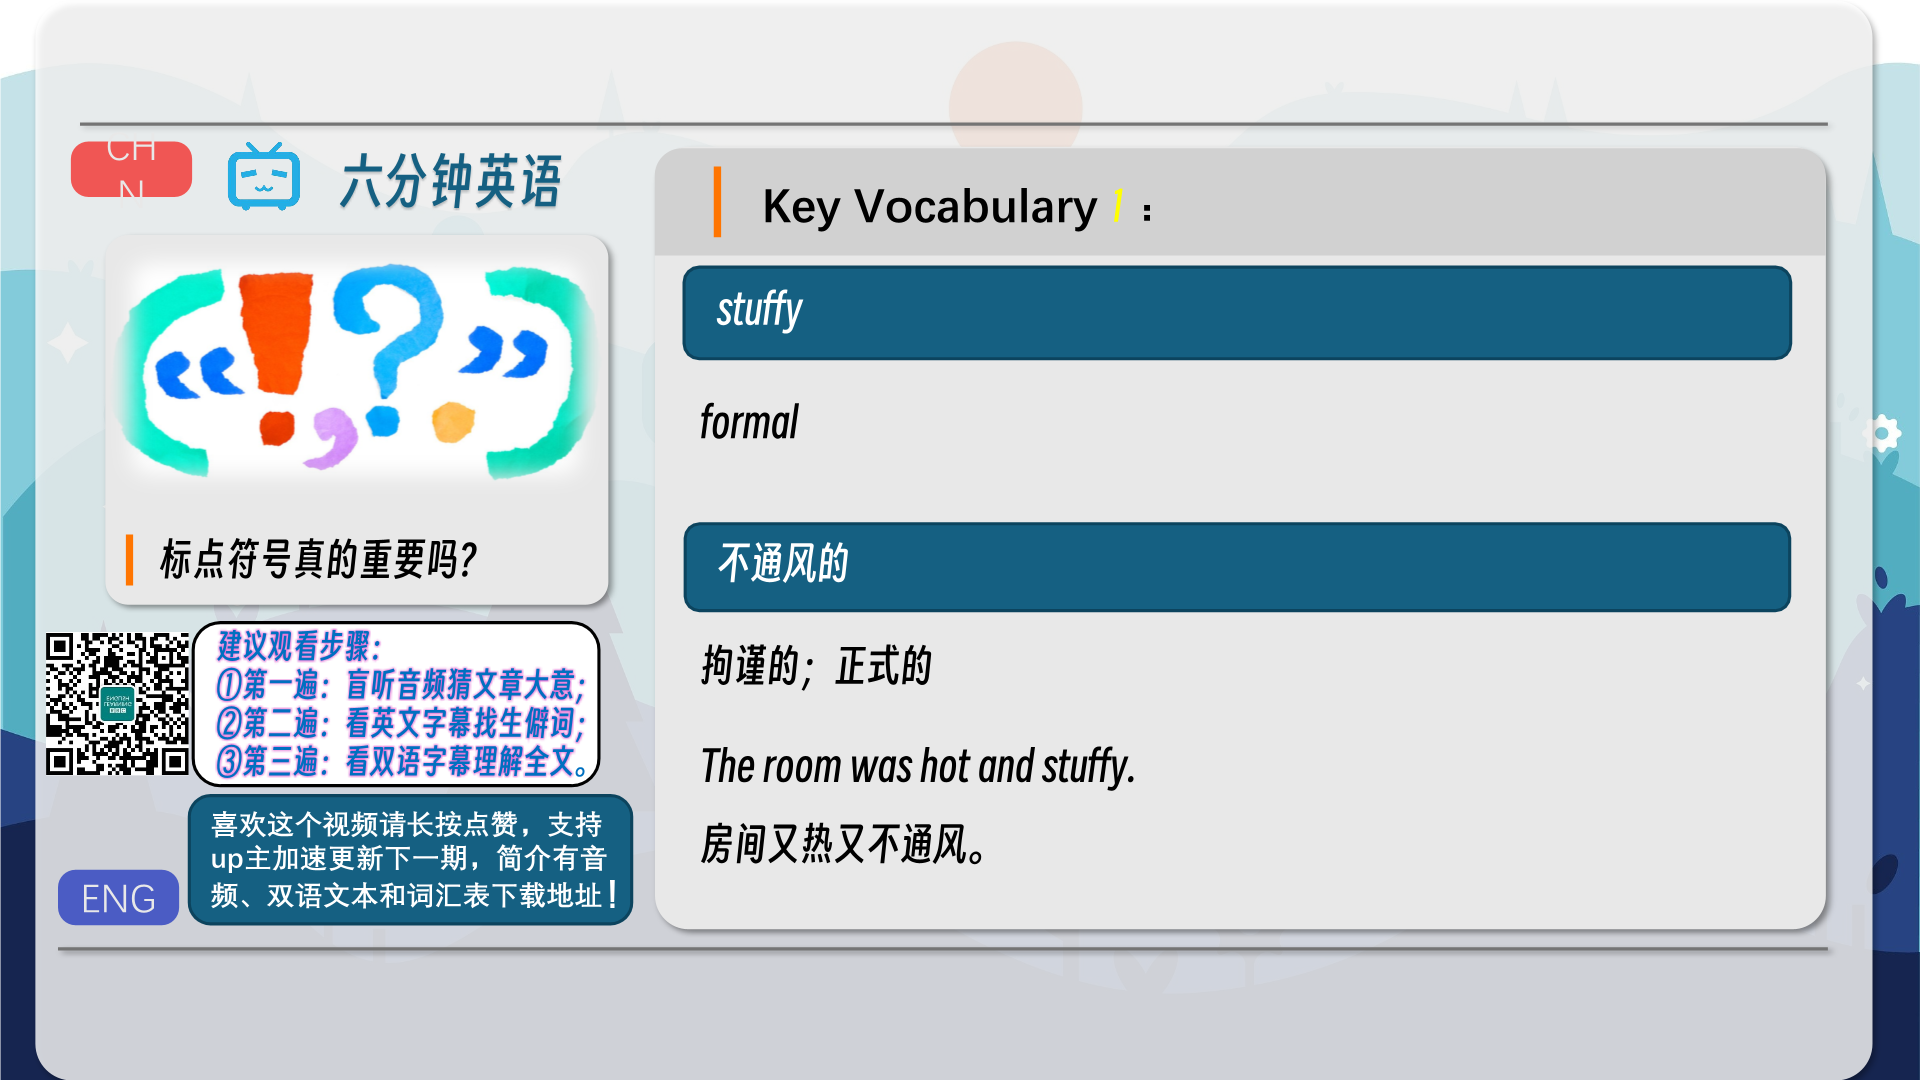 CH
N
六分钟英语
标点符号真的重要吗?
建议观看步骤：
①第一遍：盲听音频猜文章大意；
②第二遍：看英文字幕找生僻词；
③第三遍：看双语字幕理解全文。
喜欢这个视频请长按点赞，支持
up主加速更新下一期，简介有音
频、双语文本和词汇表下载地址！
ENG
Key Vocabulary 1：
stuffy
formal
不通风的
拘谨的；正式的
The room was hot and stuffy.
房间又热又不通风。